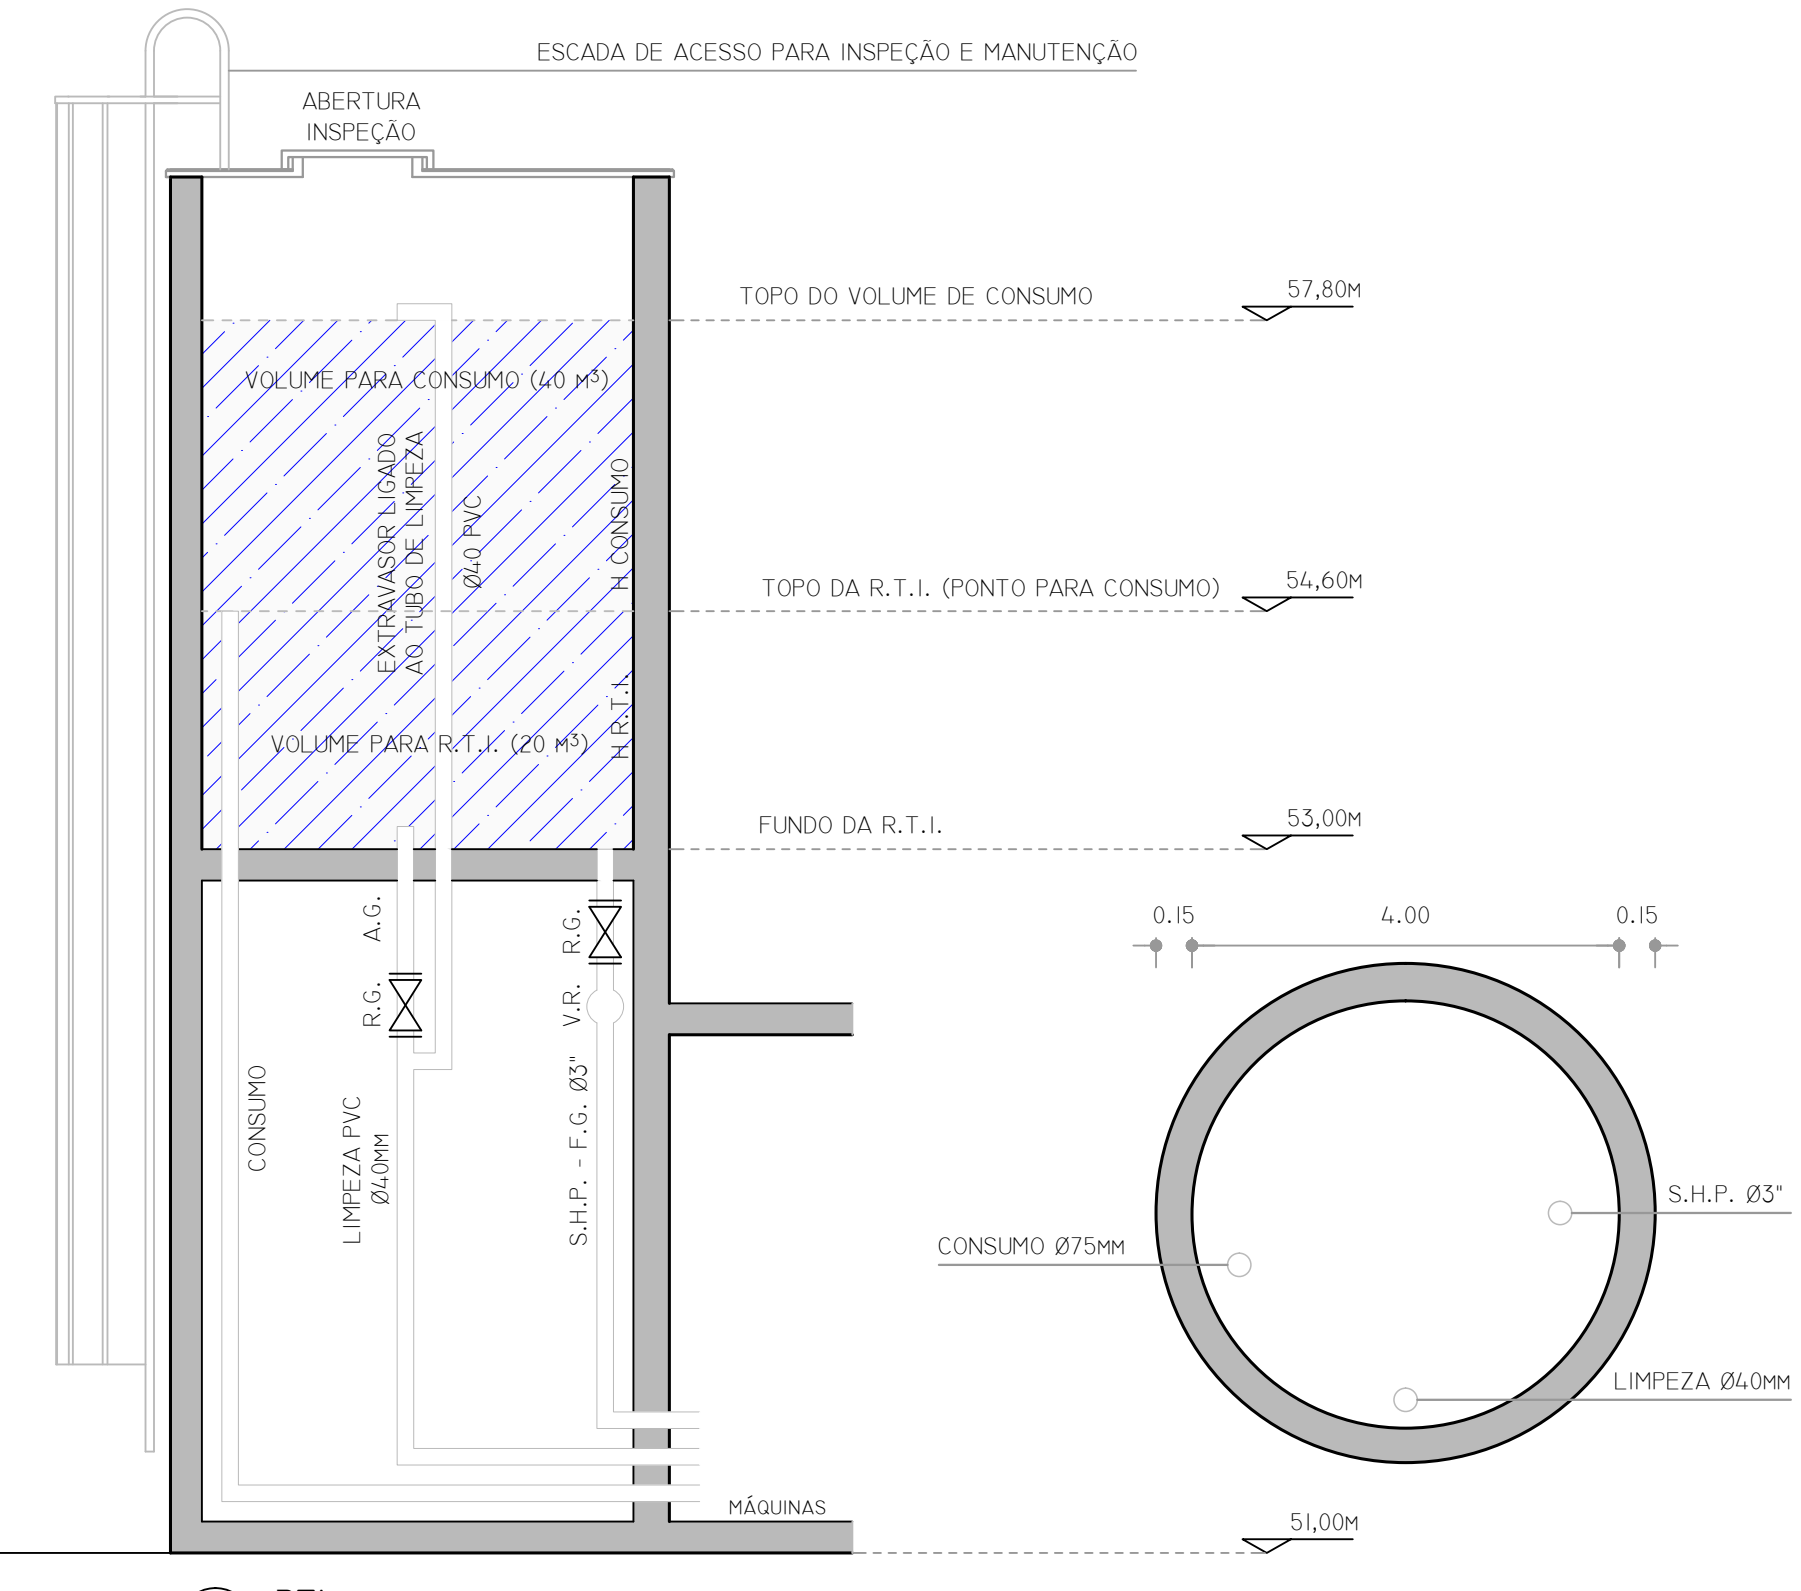 ESCADA DE ACESSO PARA INSPEÇÃO E MANUTENÇÃO
ABERTURA
INSPEÇÃO
TOPO DO VOLUME DE CONSUMO
57,80M
VOLUME PARA CONSUMO (40 M³)
EXTRAVASOR LIGADO
AO TUBO DE LIMPEZA
Ø40 PVC
H CONSUMO
TOPO DA R.T.I. (PONTO PARA CONSUMO)
54,60M
H R.T.I.
VOLUME PARA R.T.I. (20 M³)
FUNDO DA R.T.I.
53,00M
A.G.
R.G.
R.G.
V.R.
CONSUMO
LIMPEZA PVC
Ø40MM
S.H.P. - F.G. Ø3"
0.15
4.00
0.15
S.H.P. Ø3"
CONSUMO Ø75MM
LIMPEZA Ø40MM
MÁQUINAS
51,00M